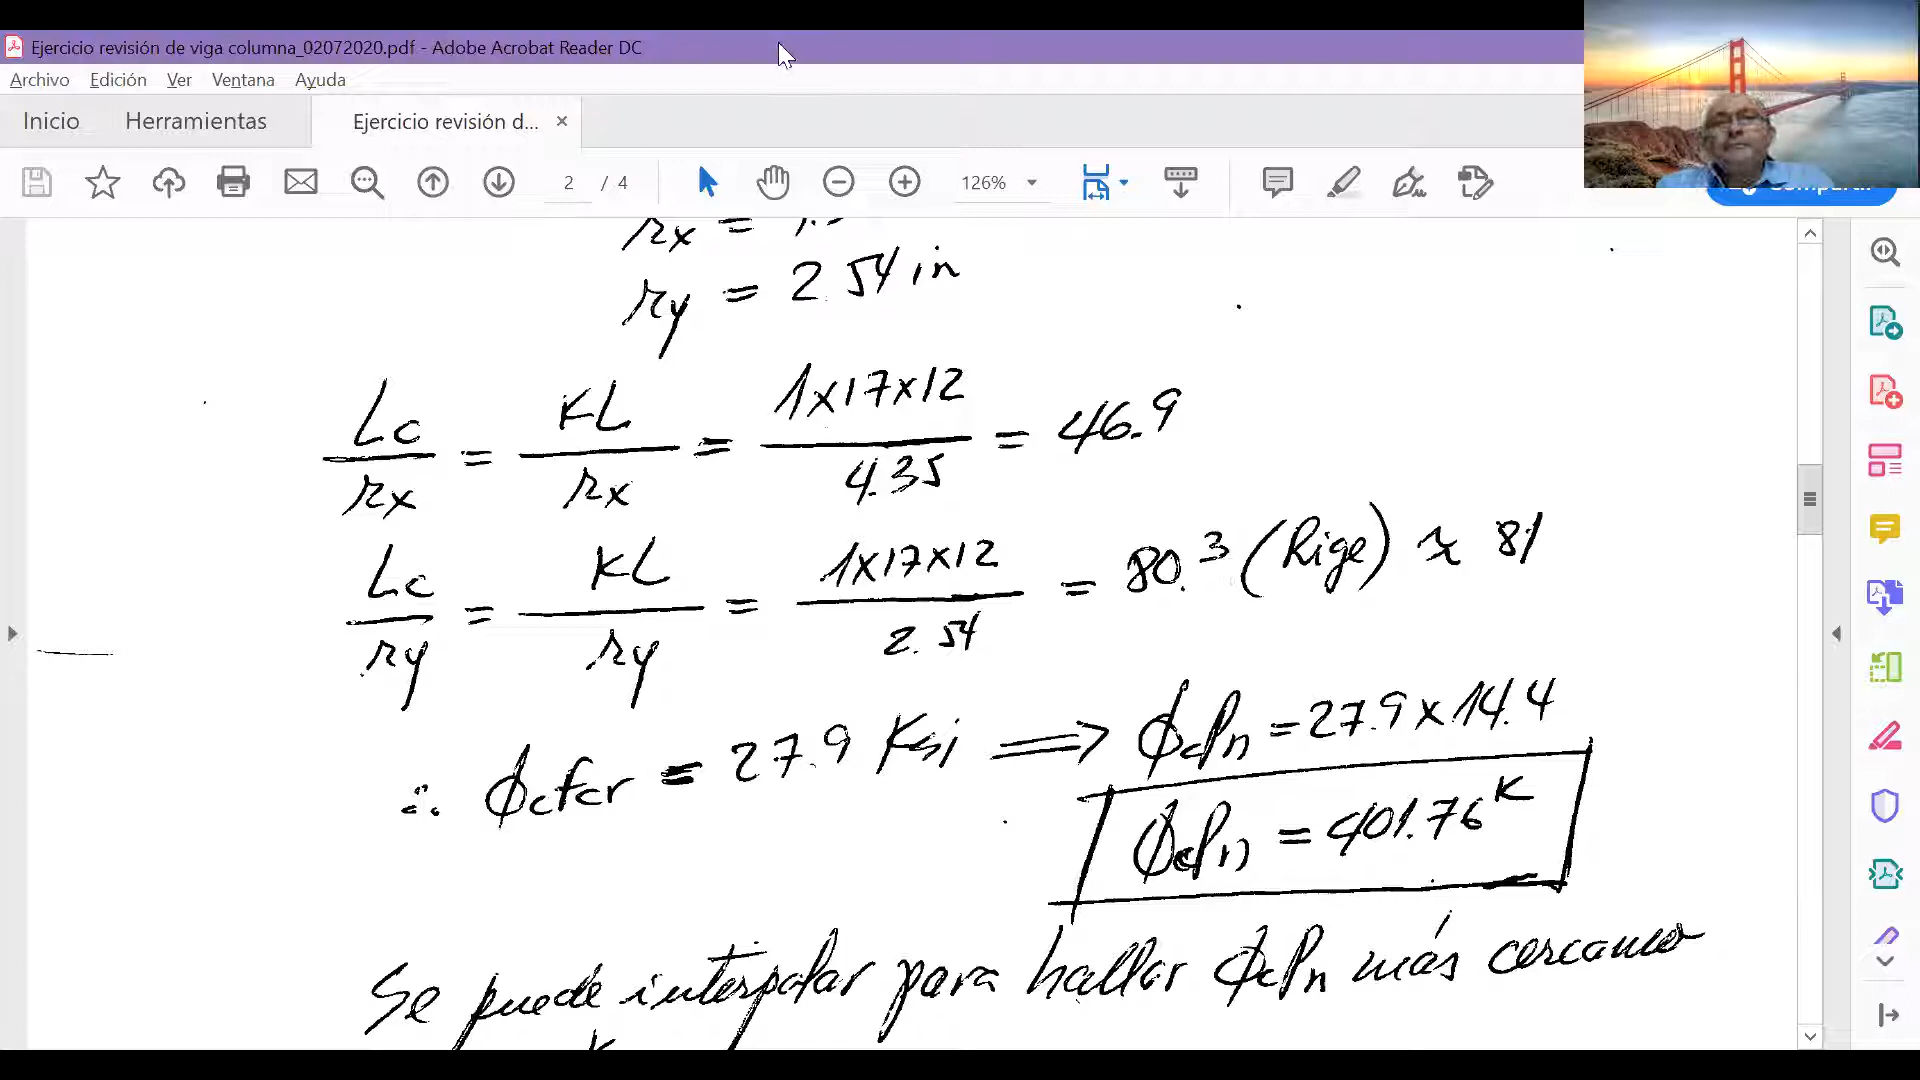 Ejercicio revisión de viga columna_02072020.pdf - Adobe Acrobat Reader DC
Archivo Edición Ver Ventana Ayuda
Inicio Herramientas Ejercicio revisión d... ×
2 / 4 126%
rx =
ry = 2.54 in
Lc/rx = KL/rx = 1x17x12/4.35 = 46.9
Lc/ry = KL/ry = 1x17x12/2.54 = 80.3 (Rige) ≈ 81
∴ ϕcFcr = 27.9 Ksi ⟹ ϕcPn = 27.9 x 14.4
ϕcPn = 401.76 K
Se puede interpolar para hallar ϕcPn más cercano